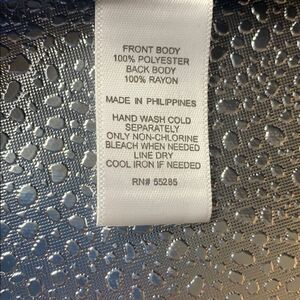 FRONT BODY
100% POLYESTER
BACK BODY
100% RAYON
MADE IN PHILIPPINES
HAND WASH COLD
SEPARATELY
ONLY NON-CHLORINE
BLEACH WHEN NEEDED
LINE DRY
COOL IRON IF NEEDED
RN# 55285